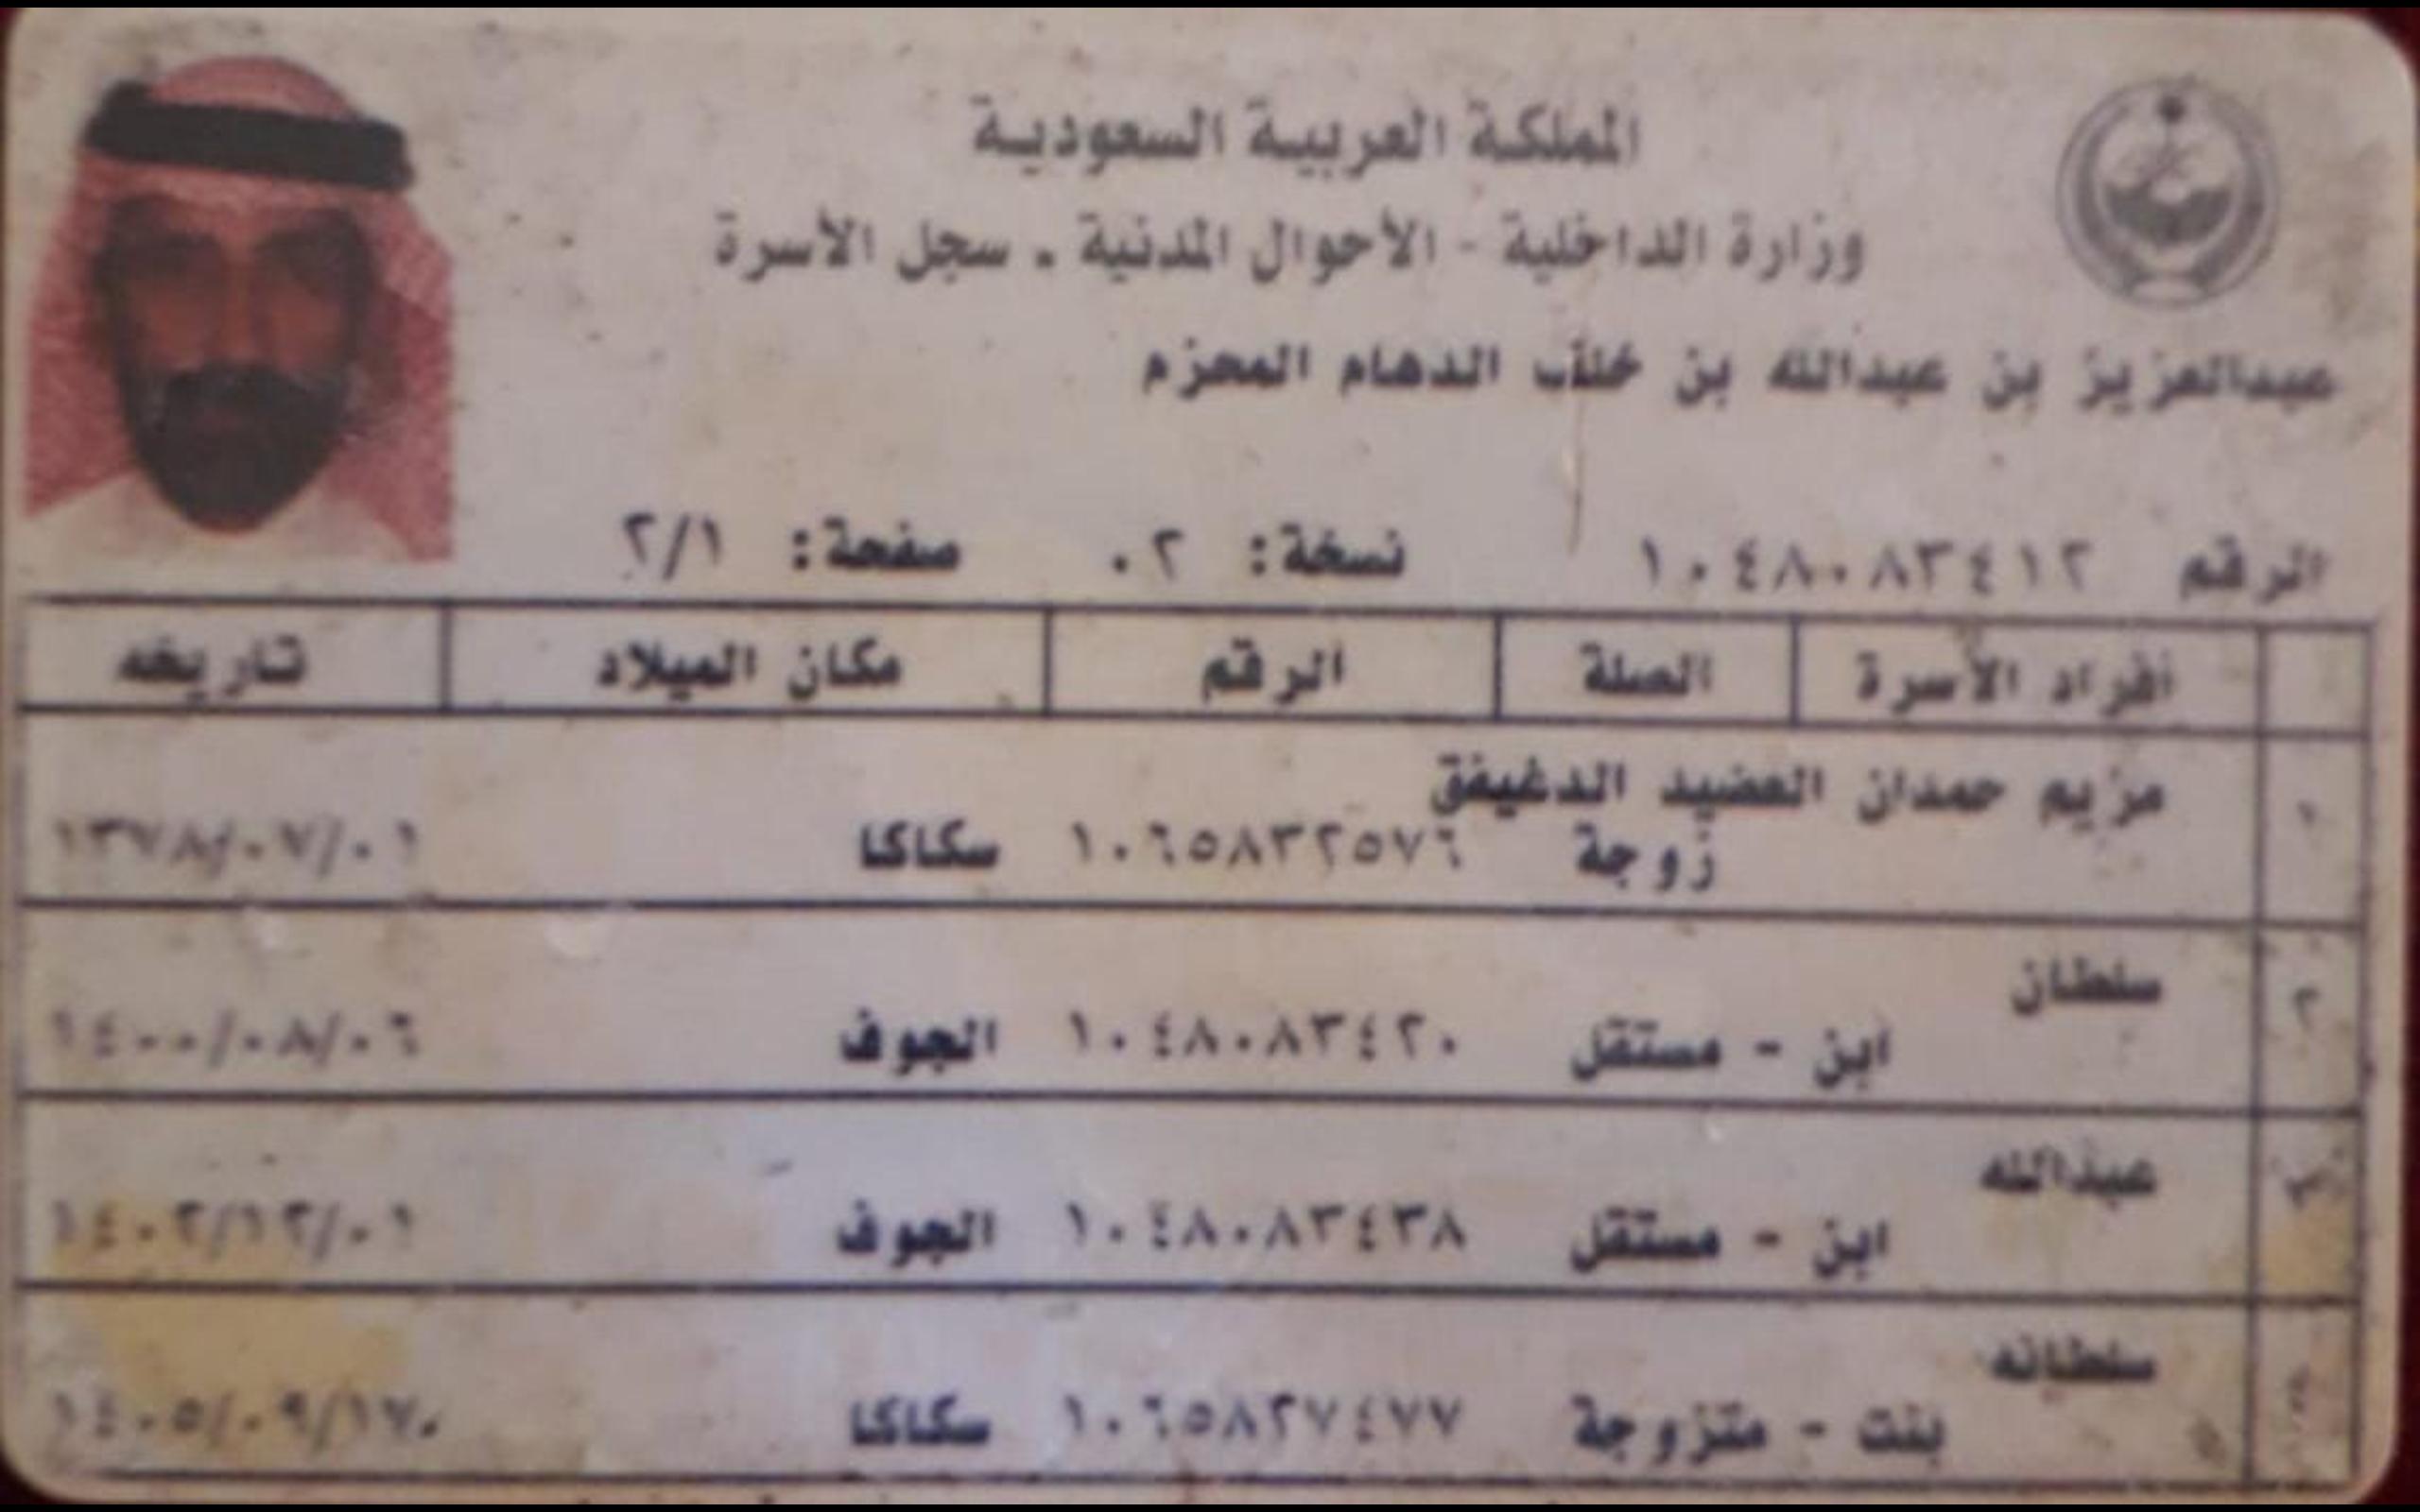 المملكة العربية السعودية
وزارة الداخلية - الأحوال المدنية - سجل الأسرة
عبدالعزيز بن عبدالله بن خلف الدهام المحزم
الرقم ١٠٤٨٠٨٣٤١٢ نسخة: ٠٢ صفحة: ٢/١
أفراد الأسرة الصلة الرقم مكان الميلاد تاريخه
١ مريم حمدان العضيد الدغيفق
زوجة ١٠٦٥٨٣٢٥٧٦ سكاكا ١٣٧٨/٠٧/٠١
٢ سلطان
ابن - مستقل ١٠٤٨٠٨٣٤٢٠ الجوف ١٤٠٠/٠٨/٠٦
٣ عبدالله
ابن - مستقل ١٠٤٨٠٨٣٤٣٨ الجوف ١٤٠٢/١٢/٠١
سلطانه
بنت - متزوجة ١٠٦٥٨٢٧٤٧٧ سكاكا ١٤٠٥/٠٩/١٧